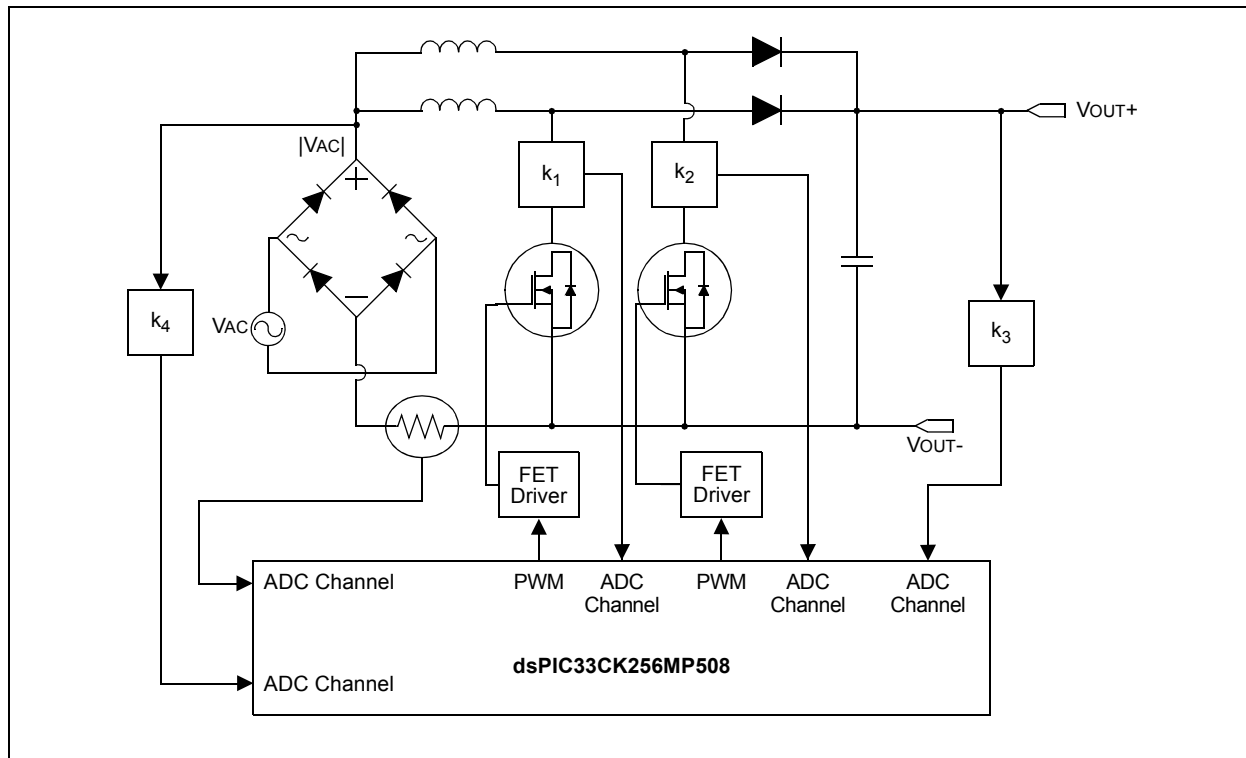 VOUT+
|VAC|
k1
k2
+
k4
VAC
−
k3
VOUT-
FET
Driver
FET
Driver
ADC Channel
PWM
ADC
Channel
PWM
ADC
Channel
ADC
Channel
dsPIC33CK256MP508
ADC Channel